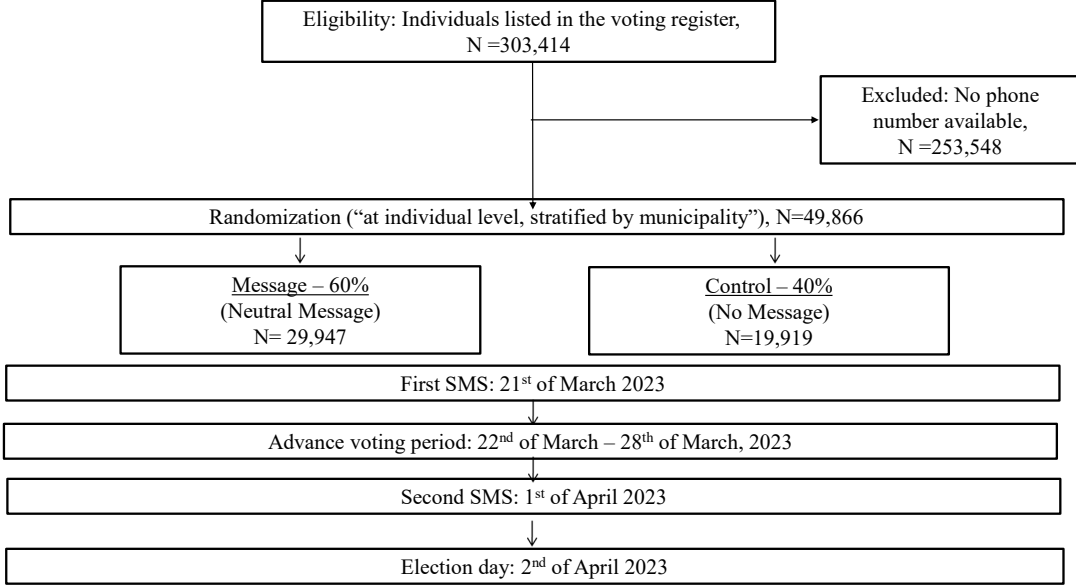 Eligibility: Individuals listed in the voting register,
N =303,414
Excluded: No phone
number available,
N =253,548
Randomization (“at individual level, stratified by municipality”), N=49,866
Message – 60%
(Neutral Message)
N= 29,947
Control – 40%
(No Message)
N=19,919
First SMS: 21st of March 2023
Advance voting period: 22nd of March – 28th of March, 2023
Second SMS: 1st of April 2023
Election day: 2nd of April 2023